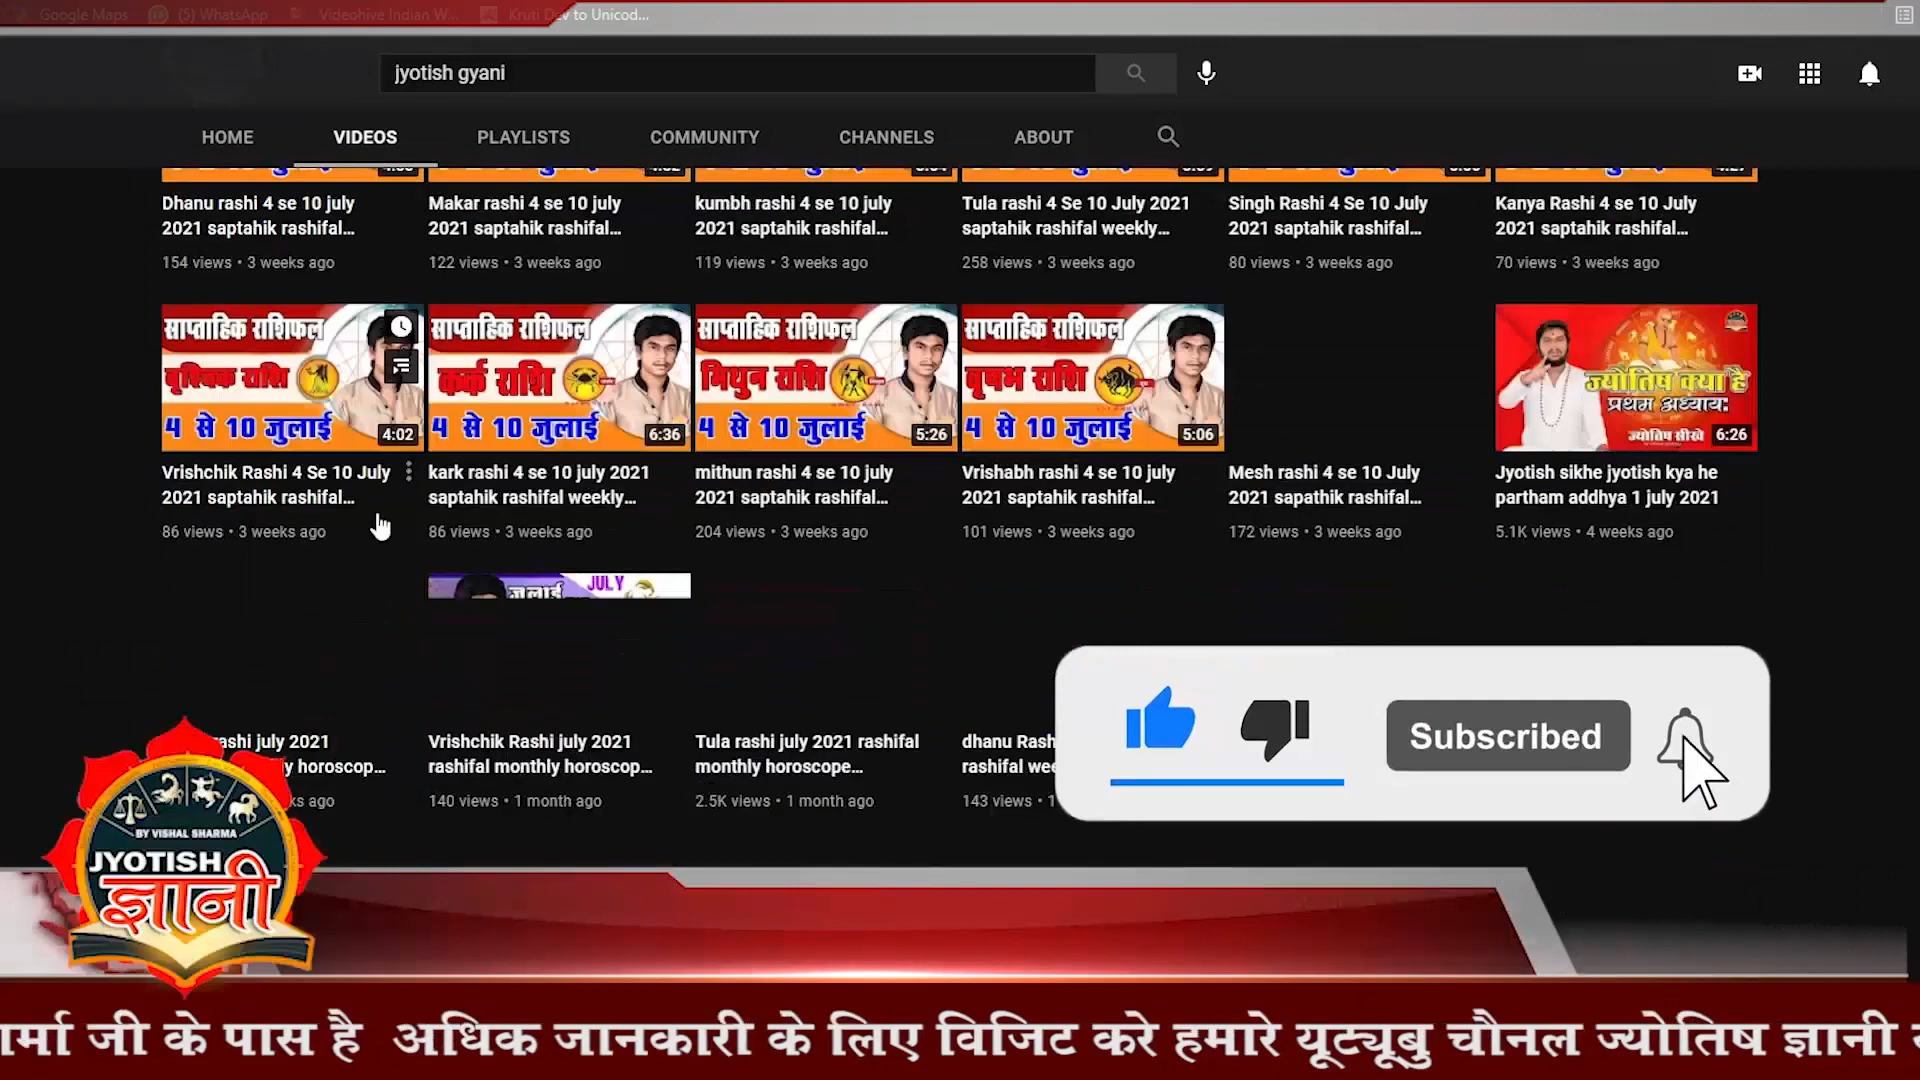 Google Maps (5) WhatsApp Videohive Indian W... Kruti Dev to Unicod...
jyotish gyani
HOME VIDEOS PLAYLISTS COMMUNITY CHANNELS ABOUT
Dhanu rashi 4 se 10 july
2021 saptahik rashifal...
154 views • 3 weeks ago
Makar rashi 4 se 10 july
2021 saptahik rashifal...
122 views • 3 weeks ago
kumbh rashi 4 se 10 july
2021 saptahik rashifal...
119 views • 3 weeks ago
Tula rashi 4 Se 10 July 2021
saptahik rashifal weekly...
258 views • 3 weeks ago
Singh Rashi 4 Se 10 July
2021 saptahik rashifal...
80 views • 3 weeks ago
Kanya Rashi 4 se 10 July
2021 saptahik rashifal...
70 views • 3 weeks ago
साप्ताहिक राशिफल
वृश्चिक राशि
4 से 10 जुलाई
4:02
Vrishchik Rashi 4 Se 10 July
2021 saptahik rashifal...
86 views • 3 weeks ago
साप्ताहिक राशिफल
कर्क राशि
4 से 10 जुलाई
6:36
kark rashi 4 se 10 july 2021
saptahik rashifal weekly...
86 views • 3 weeks ago
साप्ताहिक राशिफल
मिथुन राशि
4 से 10 जुलाई
5:26
mithun rashi 4 se 10 july
2021 saptahik rashifal...
204 views • 3 weeks ago
साप्ताहिक राशिफल
वृषभ राशि
4 से 10 जुलाई
5:06
Vrishabh rashi 4 se 10 july
2021 saptahik rashifal...
101 views • 3 weeks ago
Mesh rashi 4 se 10 July
2021 sapathik rashifal...
172 views • 3 weeks ago
ज्योतिष क्या है
प्रथम अध्याय:
ज्योतिष सीखे
6:26
Jyotish sikhe jyotish kya he
partham addhya 1 july 2021
5.1K views • 4 weeks ago
जुलाई JULY
ashi july 2021
y horoscop...
ks ago
Vrishchik Rashi july 2021
rashifal monthly horoscop...
140 views • 1 month ago
Tula rashi july 2021 rashifal
monthly horoscope...
2.5K views • 1 month ago
dhanu Rash
rashifal wee
143 views • 1
Subscribed
BY VISHAL SHARMA
JYOTISH
ज्ञानी
र्मा जी के पास है अधिक जानकारी के लिए विजिट करे हमारे यूट्यूबु चौनल ज्योतिष ज्ञानी